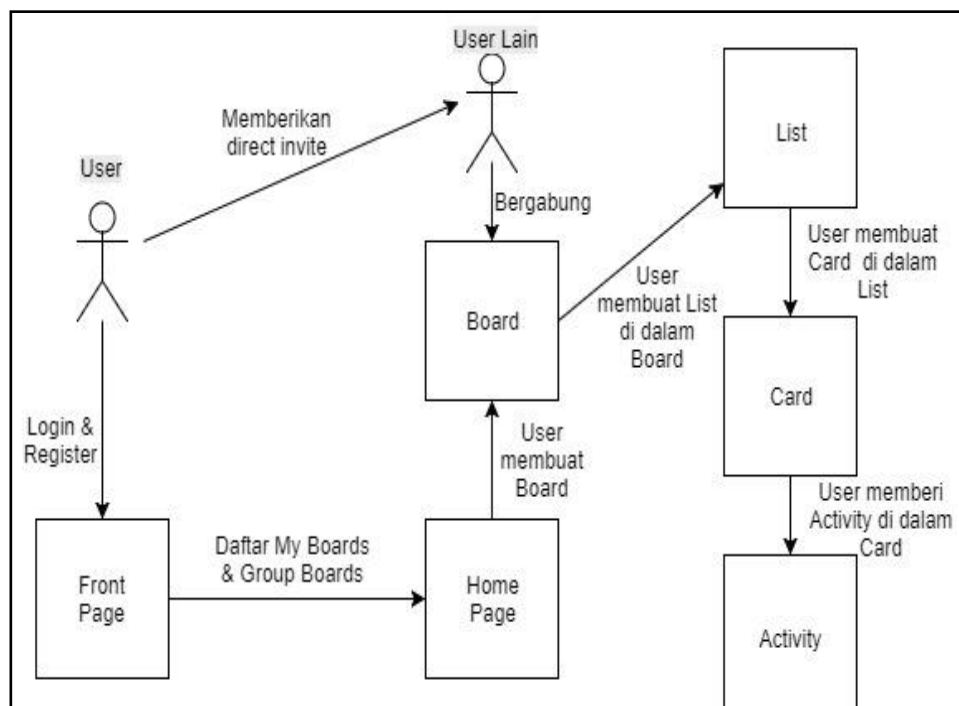 User Lain
Memberikan
direct invite
User
Bergabung
List
User membuat
Card di dalam
List
User
membuat List
di dalam
Board
Board
Card
Login &
Register
User
membuat
Board
User memberi
Activity di dalam
Card
Front
Page
Daftar My Boards
& Group Boards
Home
Page
Activity